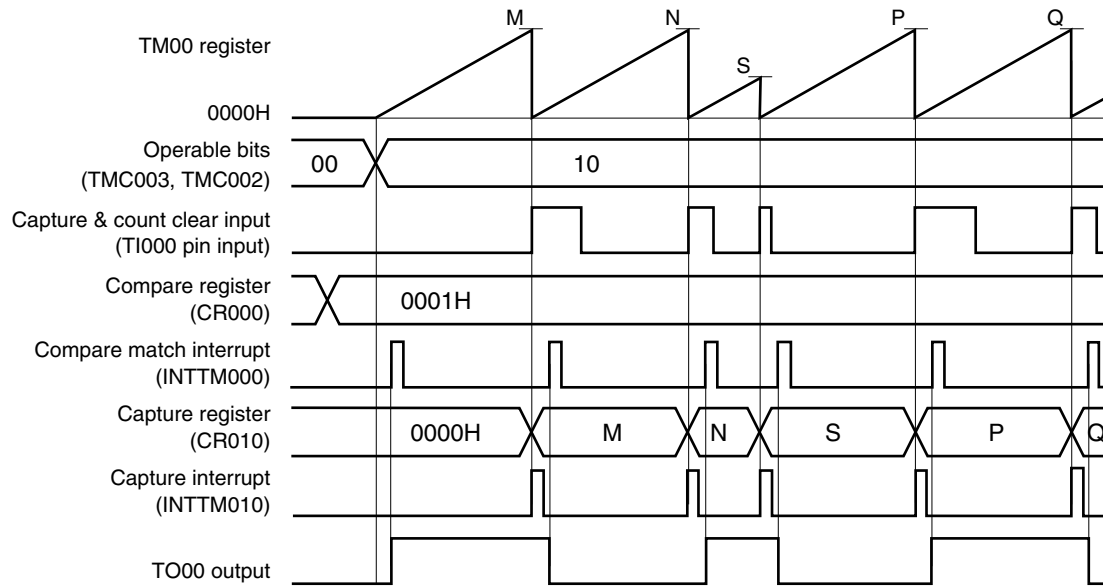 M N P Q
TM00 register
S
0000H
Operable bits
(TMC003, TMC002)
00 10
Capture & count clear input
(TI000 pin input)
Compare register
(CR000)
0001H
Compare match interrupt
(INTTM000)
Capture register
(CR010)
0000H M N S P Q
Capture interrupt
(INTTM010)
TO00 output